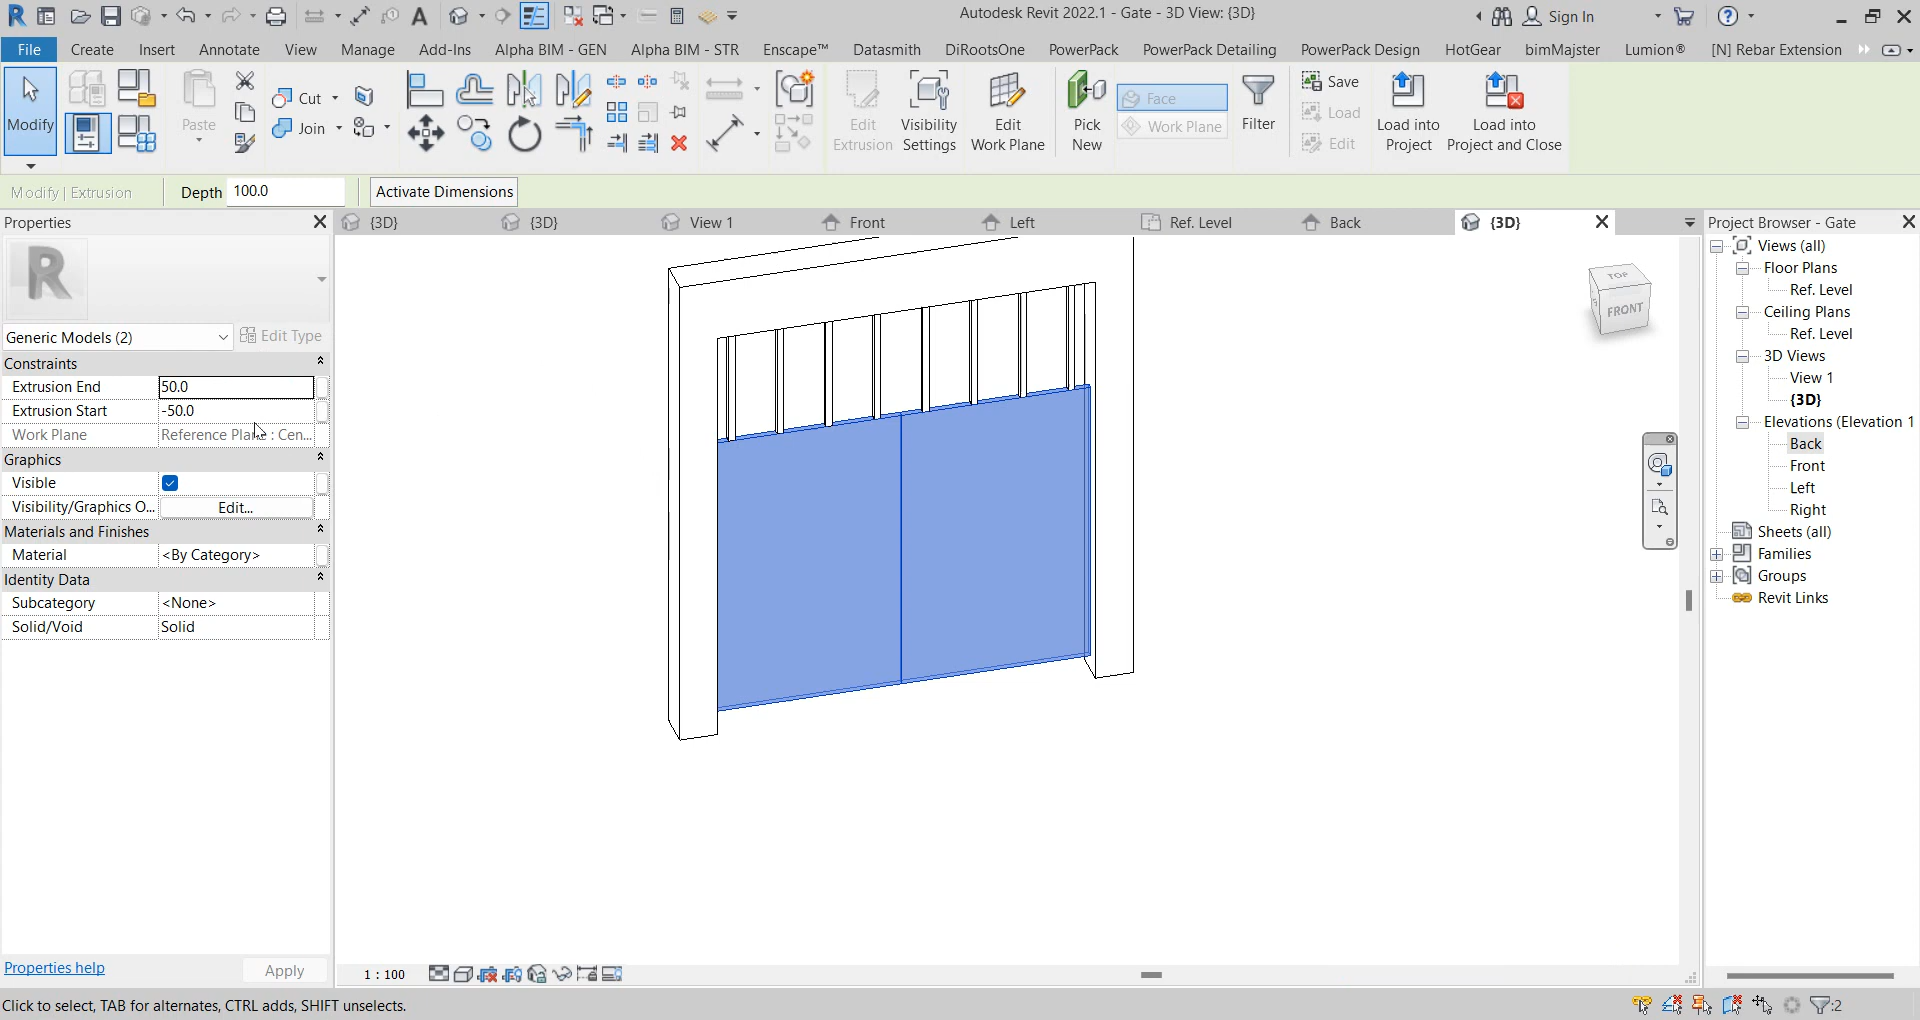 Autodesk Revit 2022.1 - Gate - 3D View: {3D}
Sign In
File Create Insert Annotate View Manage Add-Ins Alpha BIM - GEN Alpha BIM - STR Enscape™ Datasmith DiRootsOne PowerPack PowerPack Detailing PowerPack Design HotGear bimMajster Lumion® [N] Rebar Extension
Modify
Paste
Cut
Join
Edit Extrusion
Visibility Settings
Edit Work Plane
Pick New
Face
Work Plane
Filter
Save
Load
Edit
Load into Project
Load into Project and Close
Modify | Extrusion Depth 100.0 Activate Dimensions
Properties
{3D} {3D} View 1 Front Left Ref. Level Back {3D}
Project Browser - Gate
Generic Models (2) Edit Type
Constraints
Extrusion End 50.0
Extrusion Start -50.0
Work Plane Reference Plane : Cen...
Graphics
Visible
Visibility/Graphics O... Edit...
Materials and Finishes
Material <By Category>
Identity Data
Subcategory <None>
Solid/Void Solid
Properties help Apply
TOP
FRONT
Views (all)
Floor Plans
Ref. Level
Ceiling Plans
Ref. Level
3D Views
View 1
{3D}
Elevations (Elevation 1
Back
Front
Left
Right
Sheets (all)
Families
Groups
Revit Links
1 : 100
Click to select, TAB for alternates, CTRL adds, SHIFT unselects.
:2